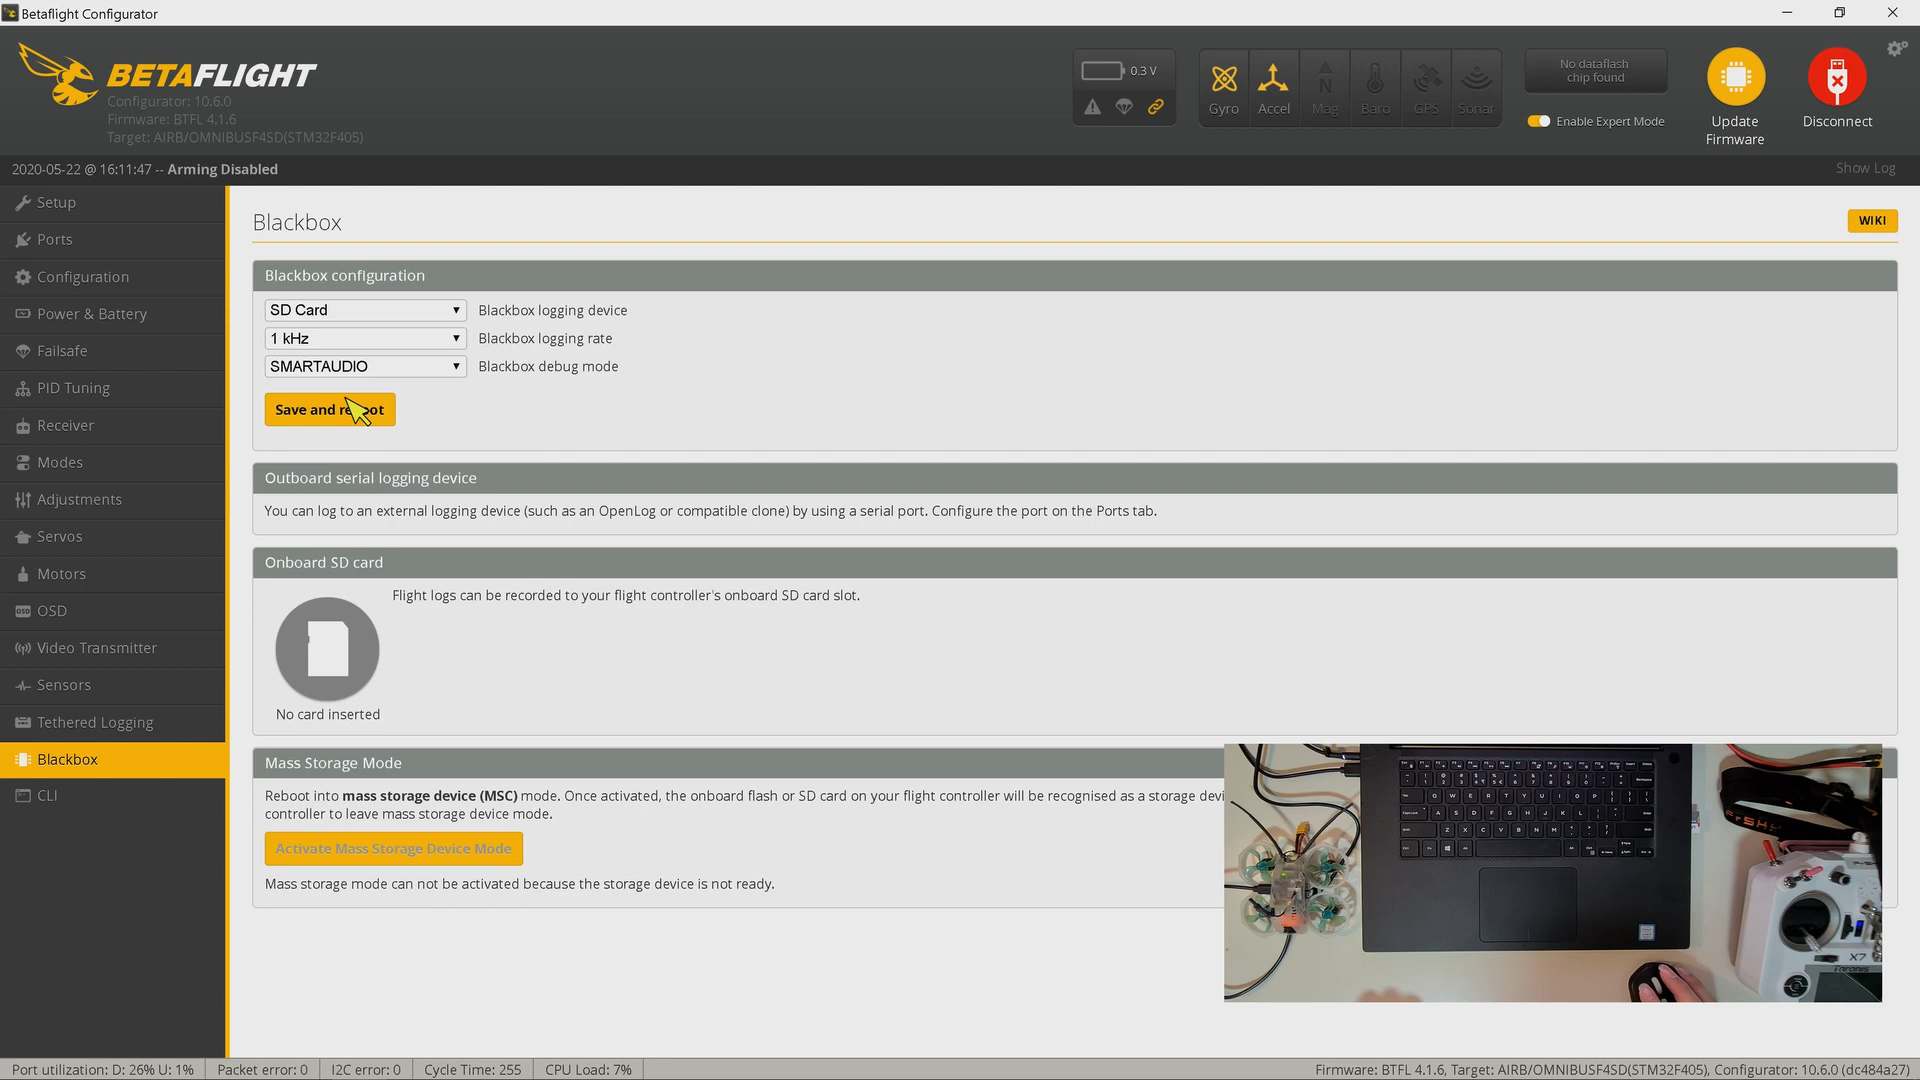 Betaflight Configurator
BETAFLIGHT
Configurator: 10.6.0
Firmware: BTFL 4.1.6
Target: AIRB/OMNIBUSF4SD(STM32F405)
0.3 V
Gyro
Accel
Mag
Baro
GPS
Sonar
No dataflash
chip found
Enable Expert Mode
Update
Firmware
Disconnect
2020-05-22 @ 16:11:47 -- Arming Disabled
Show Log
Setup
Ports
Configuration
Power & Battery
Failsafe
PID Tuning
Receiver
Modes
Adjustments
Servos
Motors
OSD
Video Transmitter
Sensors
Tethered Logging
Blackbox
CLI
Blackbox
WIKI
Blackbox configuration
SD Card
Blackbox logging device
1 kHz
Blackbox logging rate
SMARTAUDIO
Blackbox debug mode
Save and reboot
Outboard serial logging device
You can log to an external logging device (such as an OpenLog or compatible clone) by using a serial port. Configure the port on the Ports tab.
Onboard SD card
Flight logs can be recorded to your flight controller's onboard SD card slot.
No card inserted
Mass Storage Mode
Reboot into mass storage device (MSC) mode. Once activated, the onboard flash or SD card on your flight controller will be recognised as a storage devi
controller to leave mass storage device mode.
Activate Mass Storage Device Mode
Mass storage mode can not be activated because the storage device is not ready.
X7
Port utilization: D: 26% U: 1%
Packet error: 0
I2C error: 0
Cycle Time: 255
CPU Load: 7%
Firmware: BTFL 4.1.6, Target: AIRB/OMNIBUSF4SD(STM32F405), Configurator: 10.6.0 (dc484a27)